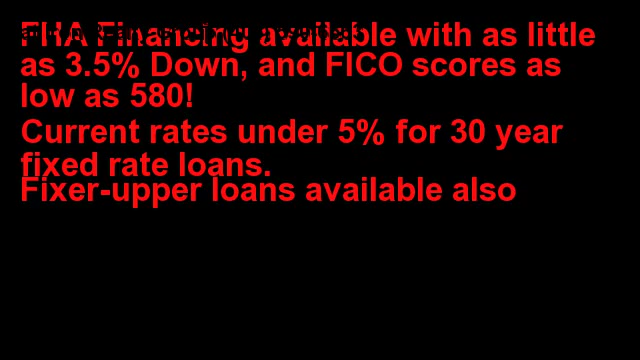 FHA Financing available with as little
as 3.5% Down, and FICO scores as
low as 580!
Current rates under 5% for 30 year
fixed rate loans.
Fixer-upper loans available also